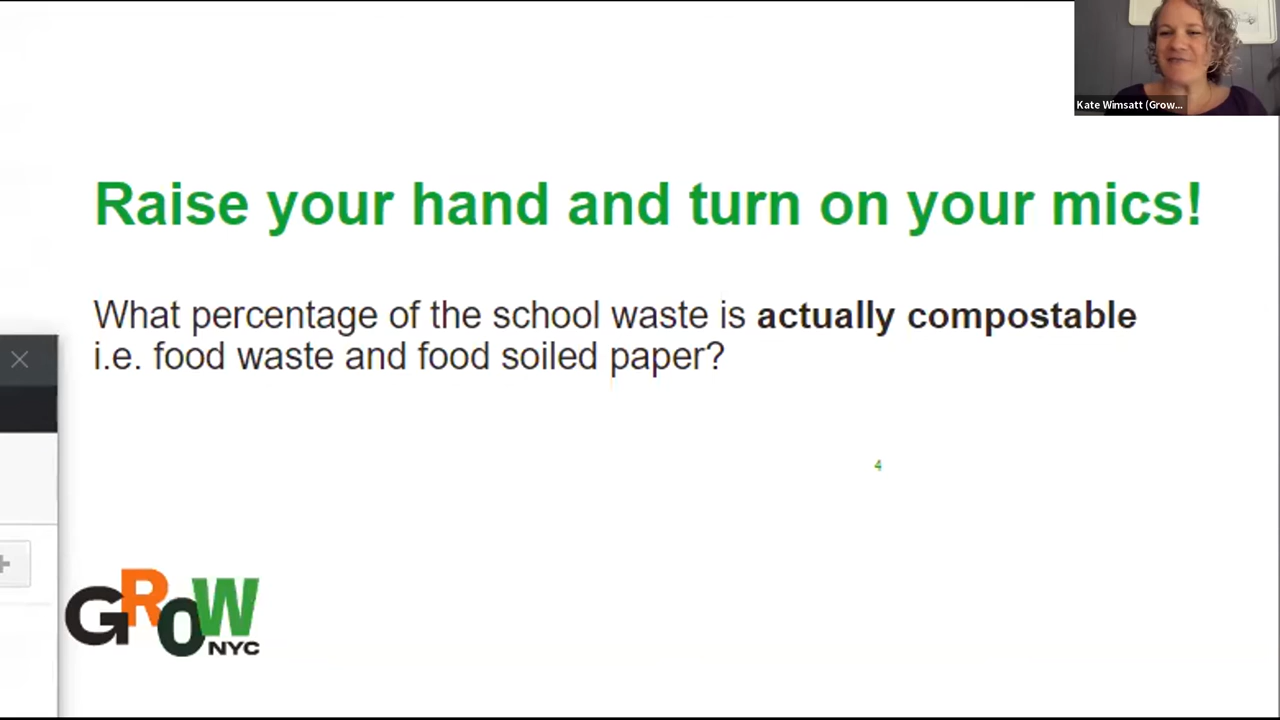 Kate Wimsatt (Grow...
Raise your hand and turn on your mics!
What percentage of the school waste is actually compostable
i.e. food waste and food soiled paper?
4
GROW
NYC